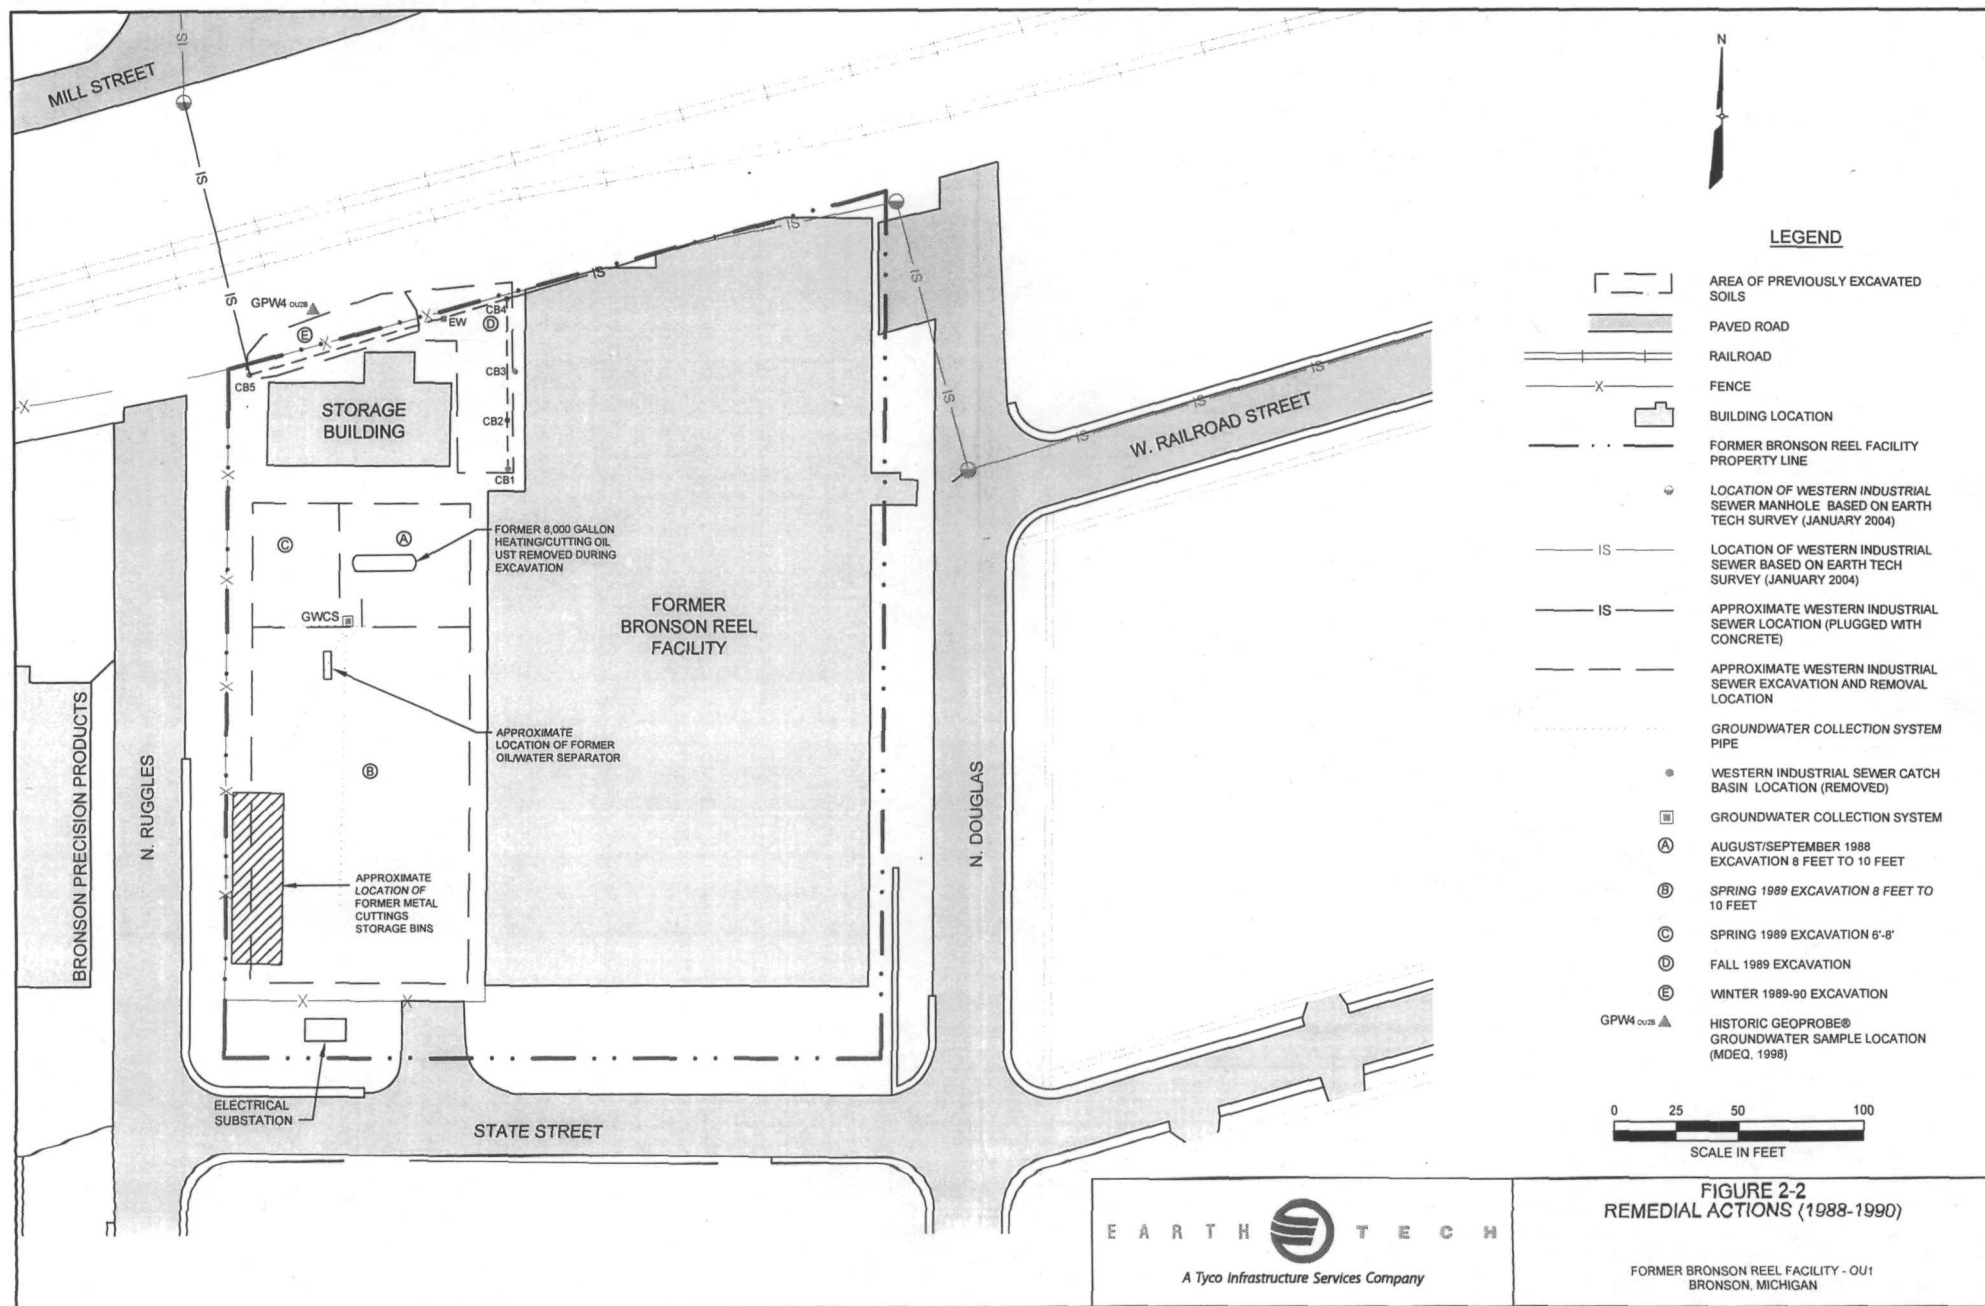 MILL STREET
IS
IS
IS
IS
IS
IS
IS
IS
IS
IS
N
GPW4 OU2B
E
EW
CB4
D
CB5
CB3
CB2
CB1
X
X
X
X
X
X
X
X
X
X
X
STORAGE
BUILDING
W. RAILROAD STREET
C
A
FORMER 8,000 GALLON
HEATING/CUTTING OIL
UST REMOVED DURING
EXCAVATION
GWCS
FORMER
BRONSON REEL
FACILITY
APPROXIMATE
LOCATION OF FORMER
OIL/WATER SEPARATOR
B
BRONSON PRECISION PRODUCTS
N. RUGGLES
N. DOUGLAS
APPROXIMATE
LOCATION OF
FORMER METAL
CUTTINGS
STORAGE BINS
ELECTRICAL
SUBSTATION
STATE STREET
LEGEND
AREA OF PREVIOUSLY EXCAVATED
SOILS
PAVED ROAD
RAILROAD
X
FENCE
BUILDING LOCATION
FORMER BRONSON REEL FACILITY
PROPERTY LINE
LOCATION OF WESTERN INDUSTRIAL
SEWER MANHOLE BASED ON EARTH
TECH SURVEY (JANUARY 2004)
IS
LOCATION OF WESTERN INDUSTRIAL
SEWER BASED ON EARTH TECH
SURVEY (JANUARY 2004)
IS
APPROXIMATE WESTERN INDUSTRIAL
SEWER LOCATION (PLUGGED WITH
CONCRETE)
APPROXIMATE WESTERN INDUSTRIAL
SEWER EXCAVATION AND REMOVAL
LOCATION
GROUNDWATER COLLECTION SYSTEM
PIPE
WESTERN INDUSTRIAL SEWER CATCH
BASIN LOCATION (REMOVED)
GROUNDWATER COLLECTION SYSTEM
A
AUGUST/SEPTEMBER 1988
EXCAVATION 8 FEET TO 10 FEET
B
SPRING 1989 EXCAVATION 8 FEET TO
10 FEET
C
SPRING 1989 EXCAVATION 6'-8'
D
FALL 1989 EXCAVATION
E
WINTER 1989-90 EXCAVATION
GPW4 OU2B
HISTORIC GEOPROBE®
GROUNDWATER SAMPLE LOCATION
(MDEQ, 1998)
0 25 50 100
SCALE IN FEET
EARTH TECH
A Tyco Infrastructure Services Company
FIGURE 2-2
REMEDIAL ACTIONS (1988-1990)
FORMER BRONSON REEL FACILITY - OU1
BRONSON, MICHIGAN